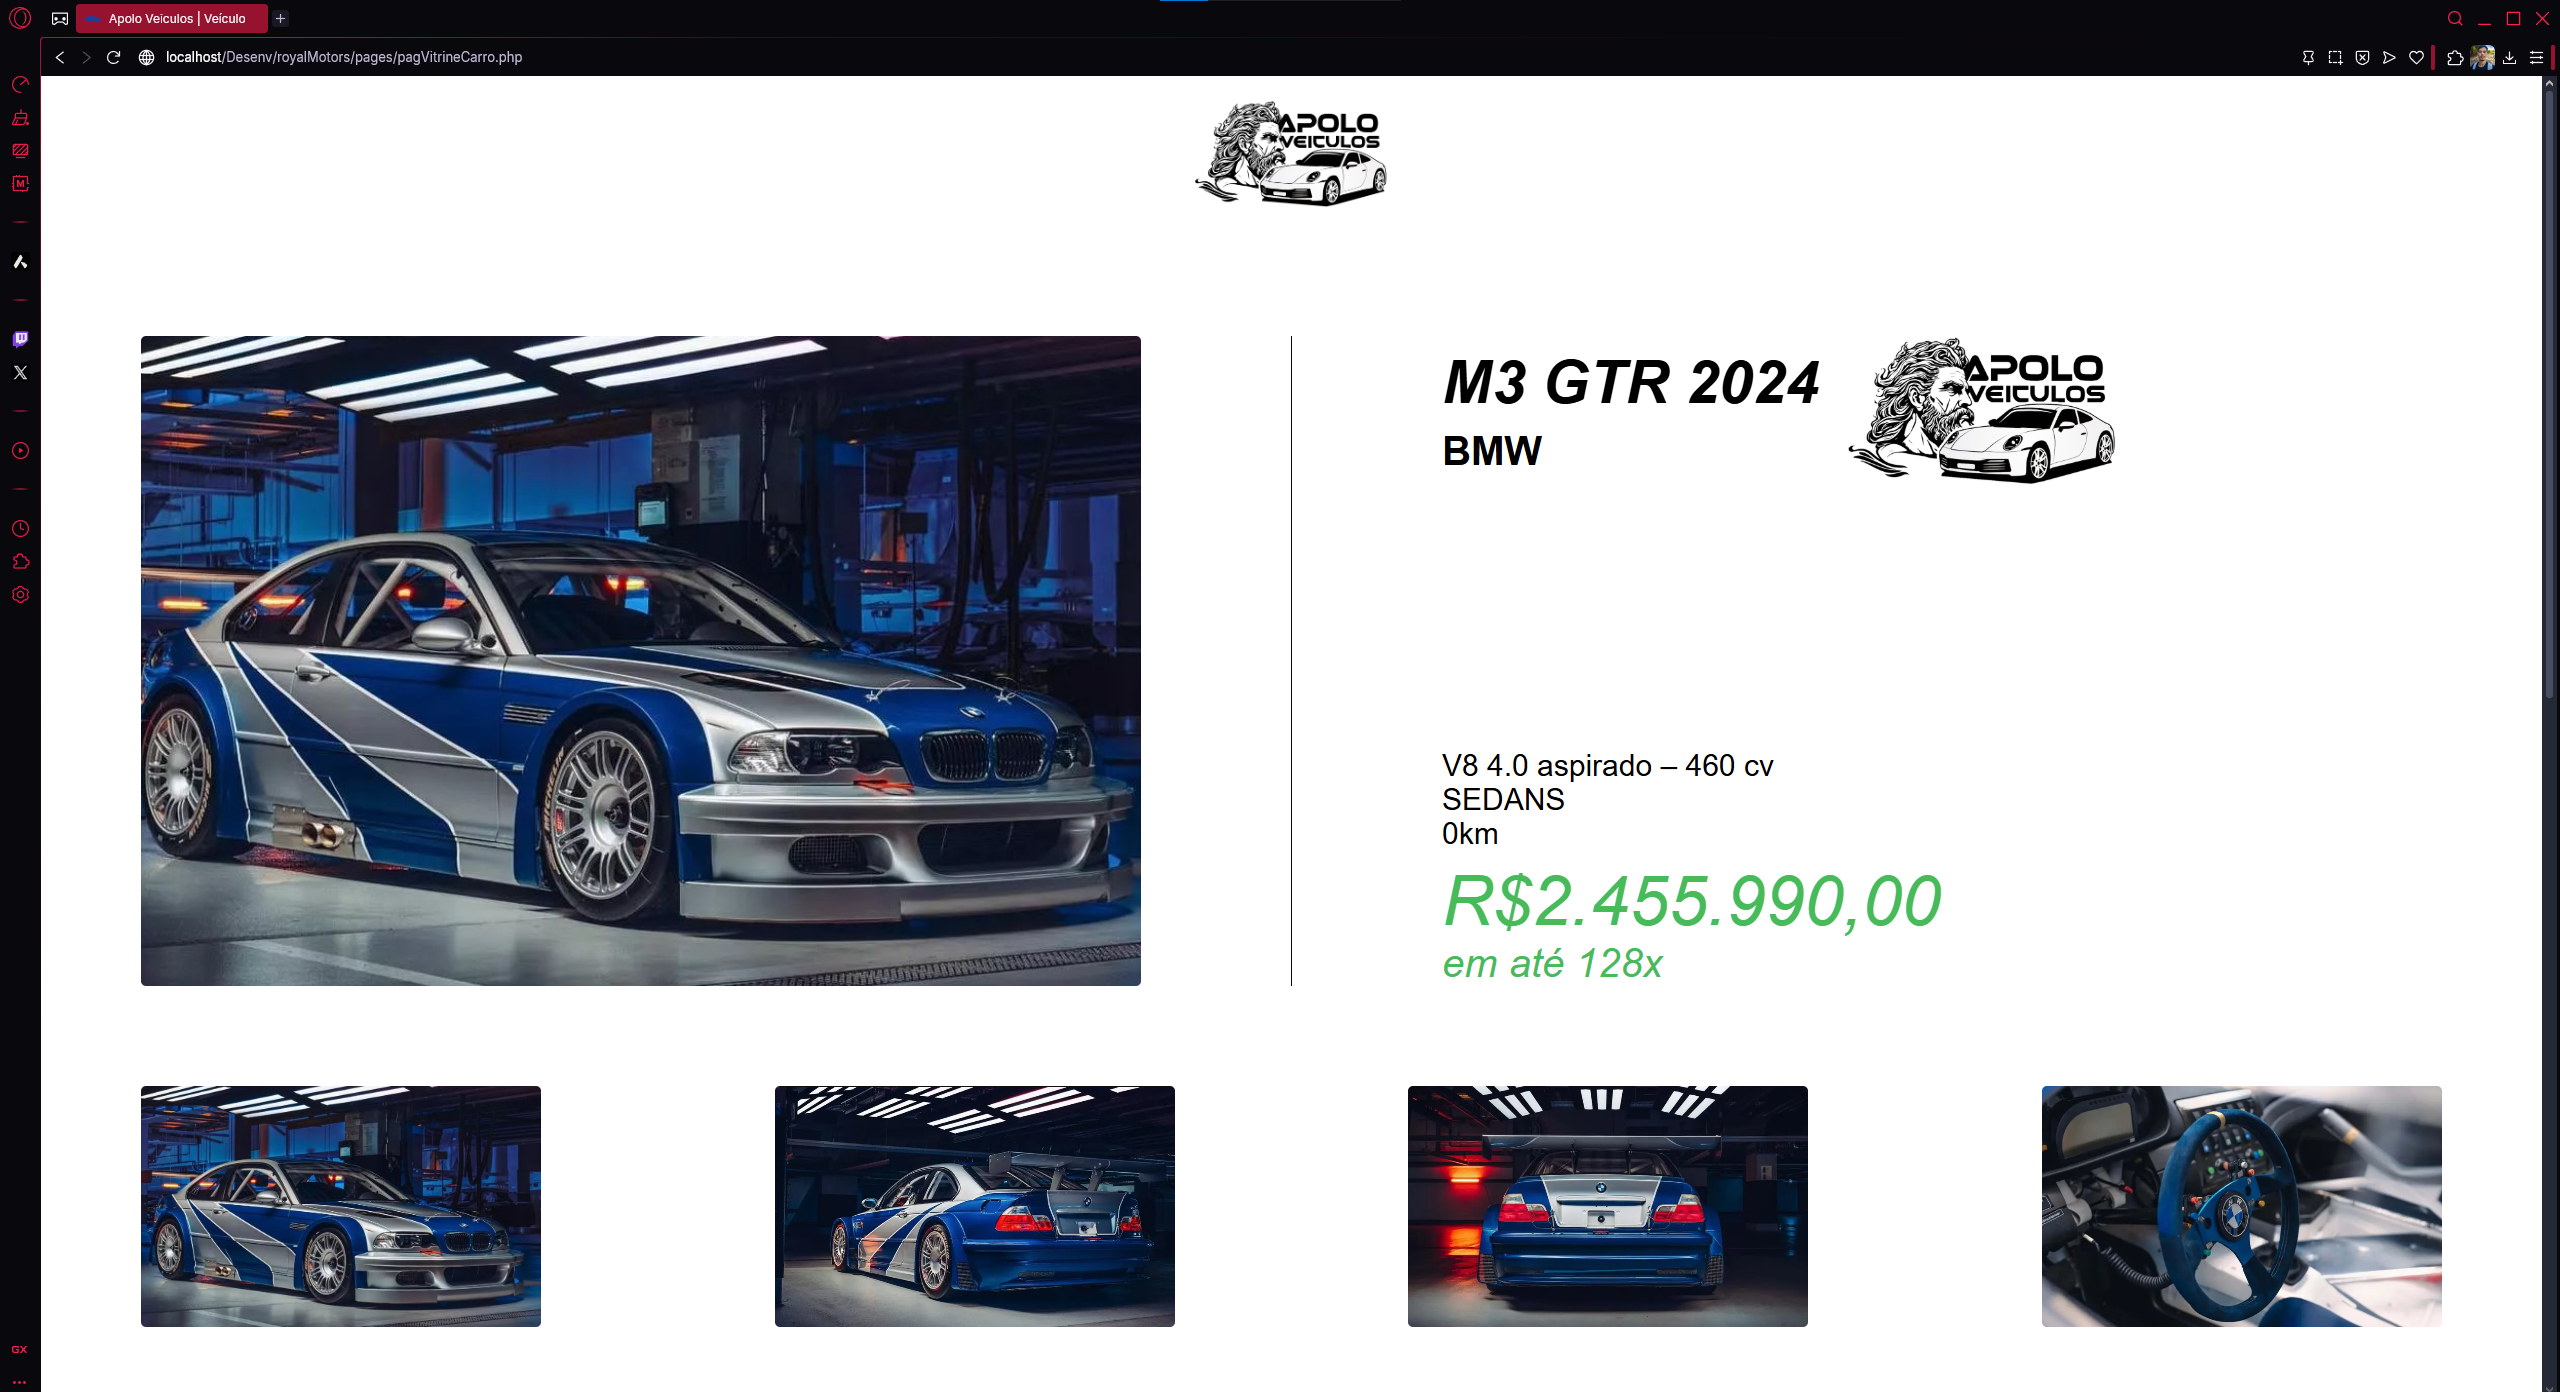 Apolo Veículos | Veículo
localhost/Desenv/royalMotors/pages/pagVitrineCarro.php
APOLO
VEICULOS
M3 GTR 2024
BMW
APOLO
VEICULOS
V8 4.0 aspirado – 460 cv
SEDANS
0km
R$2.455.990,00
em até 128x
GX